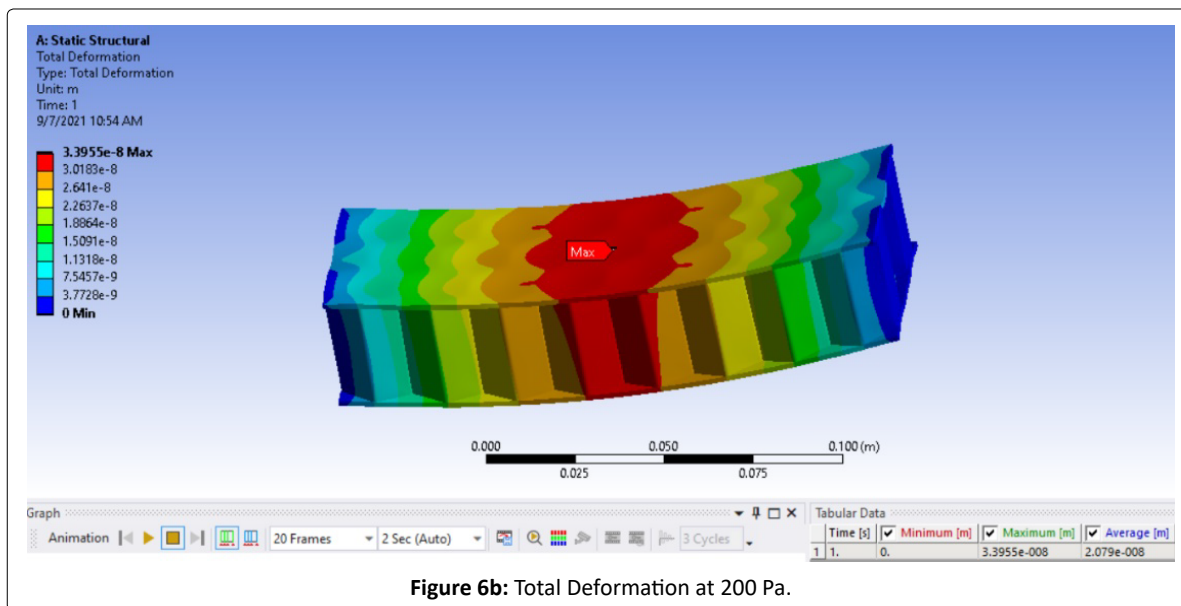 A: Static Structural
Total Deformation
Type: Total Deformation
Unit: m
Time: 1
9/7/2021 10:54 AM
3.3955e-8 Max
3.0183e-8
2.641e-8
2.2637e-8
1.8864e-8
1.5091e-8
1.1318e-8
7.5457e-9
3.7728e-9
0 Min
Max
0.000 0.050 0.100 (m)
0.025 0.075
Graph
Animation 20 Frames 2 Sec (Auto) 3 Cycles
Tabular Data
Time [s] Minimum [m] Maximum [m] Average [m]
1 1. 0. 3.3955e-008 2.079e-008
Figure 6b: Total Deformation at 200 Pa.